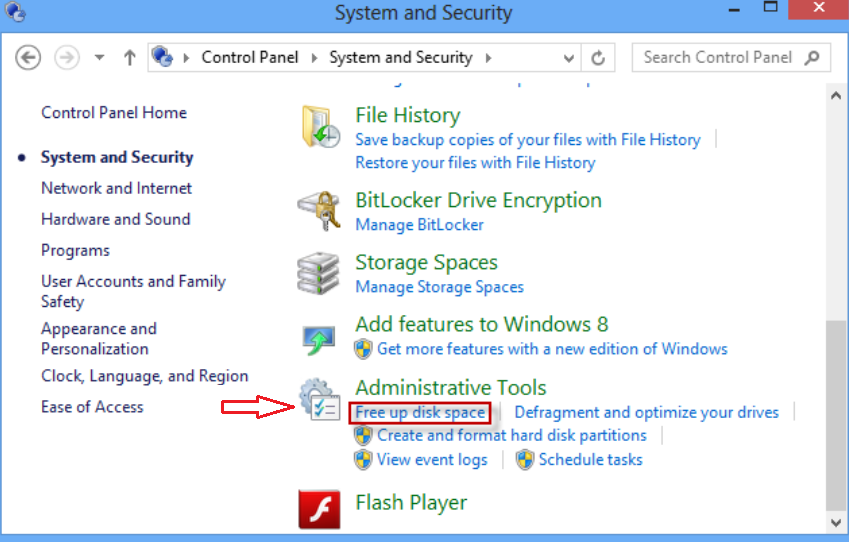 System and Security
Control Panel
System and Security
Search Control Panel
Control Panel Home
System and Security
Network and Internet
Hardware and Sound
Programs
User Accounts and Family
Safety
Appearance and
Personalization
Clock, Language, and Region
Ease of Access
File History
Save backup copies of your files with File History
Restore your files with File History
BitLocker Drive Encryption
Manage BitLocker
Storage Spaces
Manage Storage Spaces
Add features to Windows 8
Get more features with a new edition of Windows
Administrative Tools
Free up disk space
Defragment and optimize your drives
Create and format hard disk partitions
View event logs
Schedule tasks
Flash Player